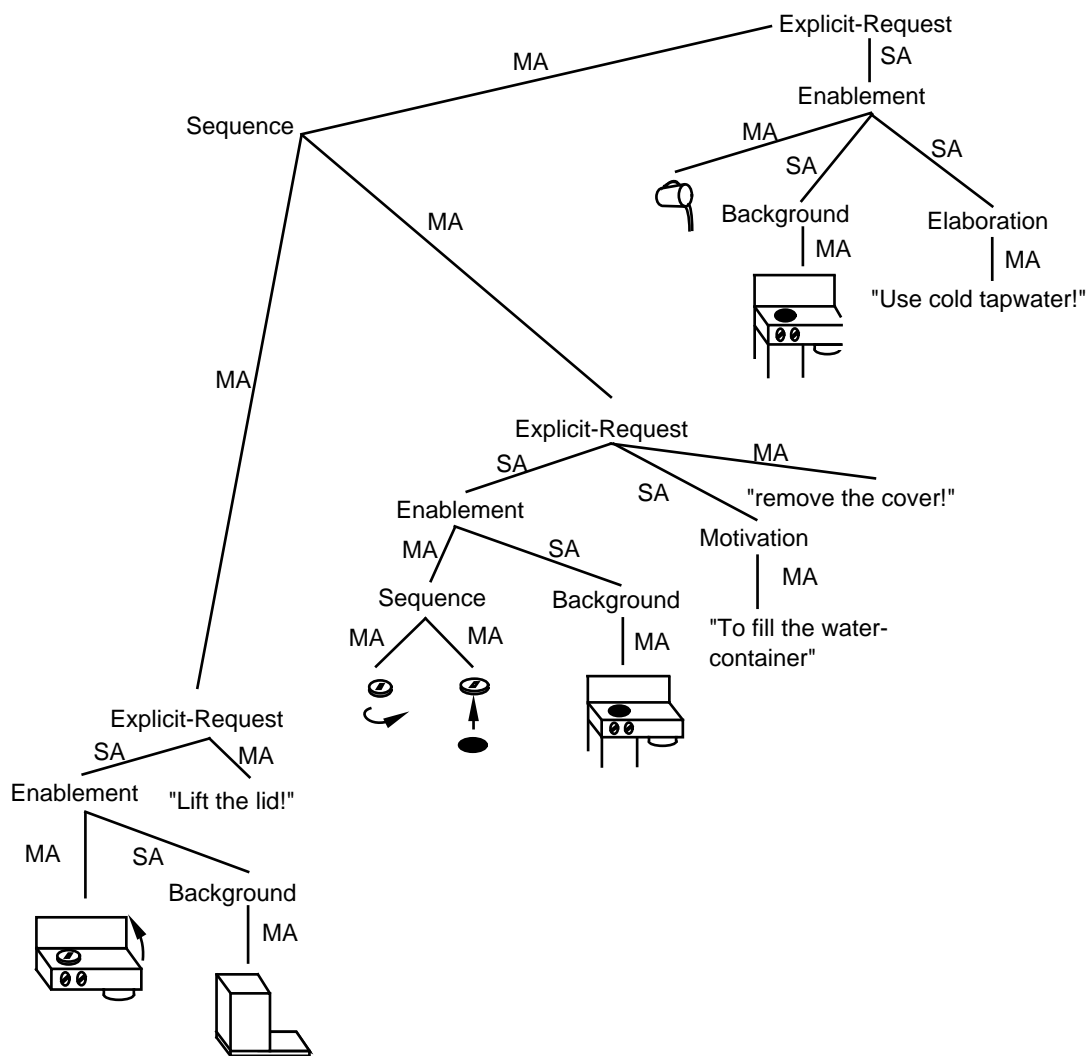 Explicit-Request
MA
SA
Enablement
Sequence
MA
SA
SA
Background
Elaboration
MA
MA
MA
"Use cold tapwater!"
MA
Explicit-Request
SA
SA
MA
"remove the cover!"
Enablement
Motivation
MA
SA
MA
Sequence
Background
MA
MA
MA
"To fill the water-
container"
Explicit-Request
SA
MA
Enablement
"Lift the lid!"
MA
SA
Background
MA